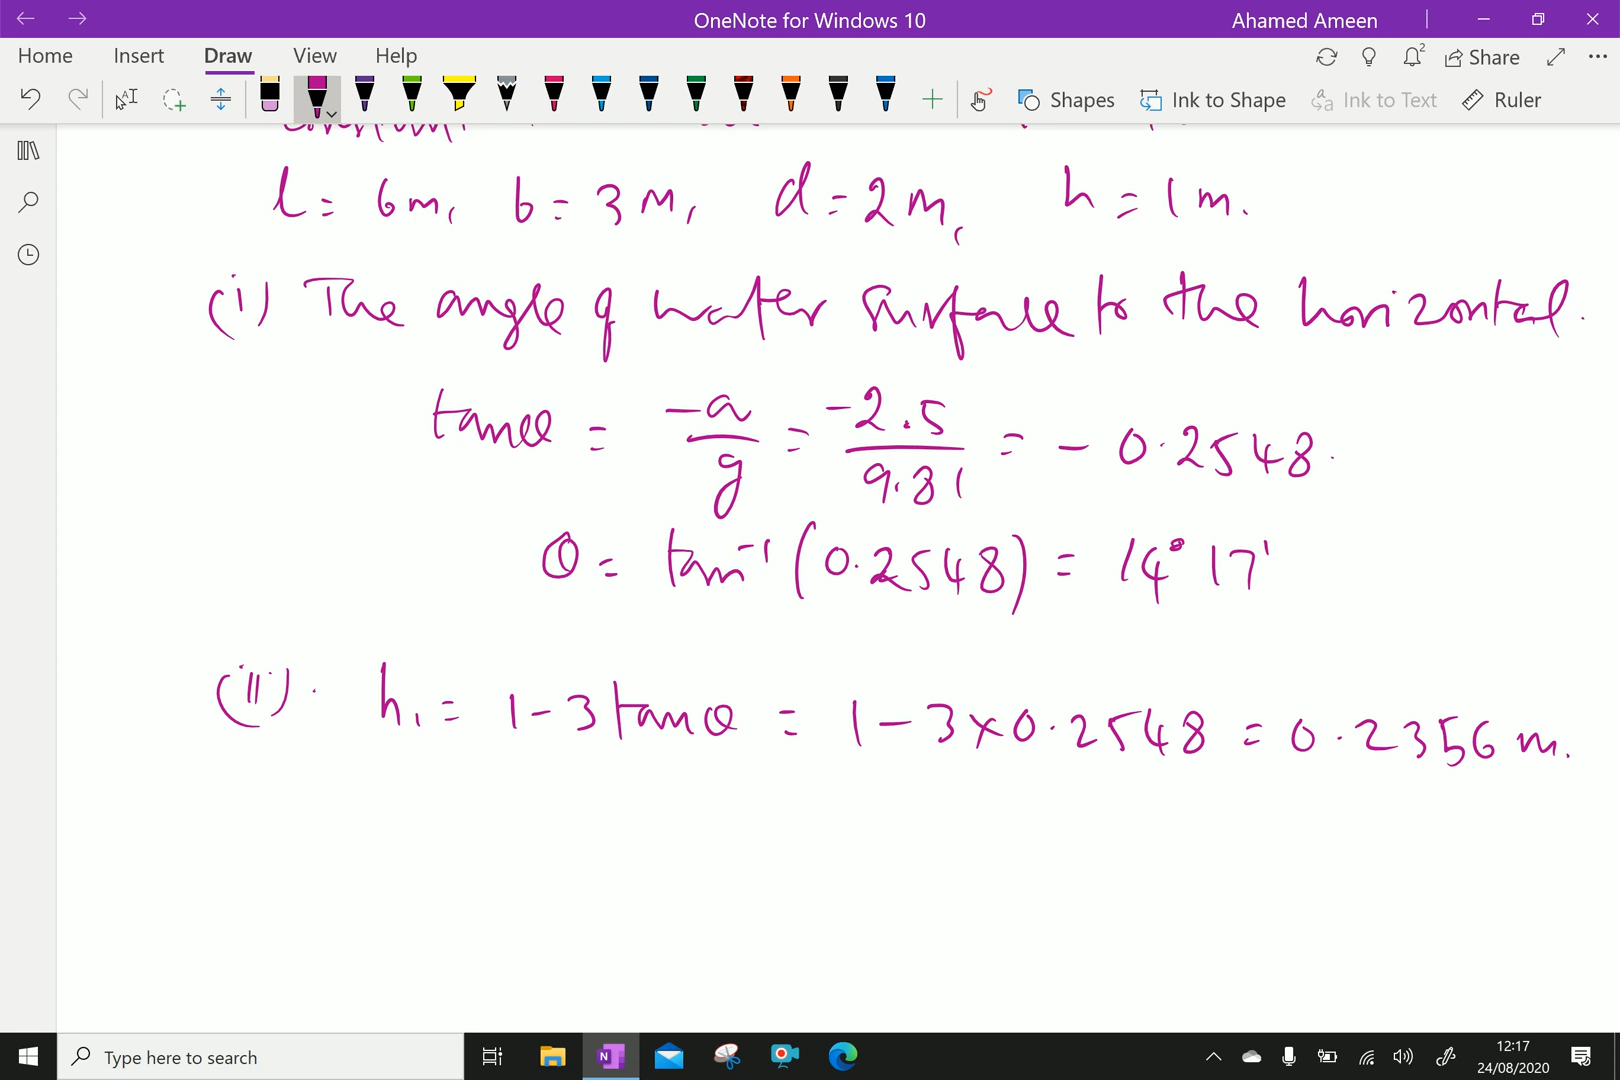 OneNote for Windows 10
Ahamed Ameen
Home Insert Draw View Help
2 Share
AI Shapes Ink to Shape Ink to Text Ruler
l = 6m, b = 3m, d = 2m, h = 1m.
(i) The angle of water surface to the horizontal.
tanθ = -a/g = -2.5/9.81 = -0.2548.
θ = tan⁻¹(0.2548) = 14° 17'
(ii). h₁ = 1 - 3 tanθ = 1 - 3×0.2548 = 0.2356 m.
Type here to search
12:17
24/08/2020